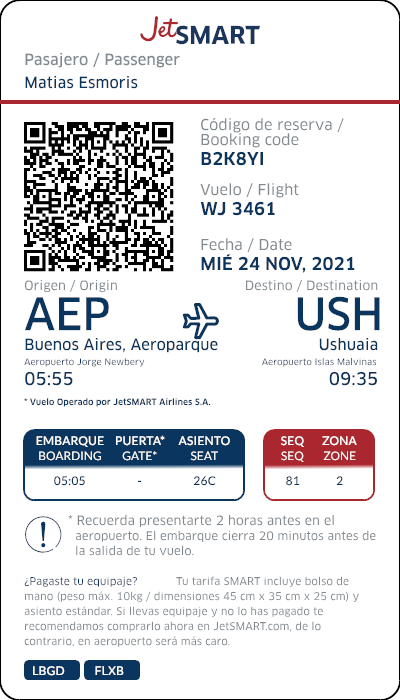 JetSMART
Pasajero / Passenger
Matias Esmoris
Código de reserva /
Booking code
B2K8YI
Vuelo / Flight
WJ 3461
Fecha / Date
MIÉ 24 NOV, 2021
Origen / Origin
Destino / Destination
AEP
USH
Buenos Aires, Aeroparque
Ushuaia
Aeropuerto Jorge Newbery
Aeropuerto Islas Malvinas
05:55
09:35
* Vuelo Operado por JetSMART Airlines S.A.
EMBARQUE PUERTA* ASIENTO
BOARDING GATE* SEAT
05:05 - 26C
SEQ ZONA
SEQ ZONE
81 2
! * Recuerda presentarte 2 horas antes en el
aeropuerto. El embarque cierra 20 minutos antes de
la salida de tu vuelo.
¿Pagaste tu equipaje? Tu tarifa SMART incluye bolso de
mano (peso máx. 10kg / dimensiones 45 cm x 35 cm x 25 cm) y
asiento estándar. Si llevas equipaje y no lo has pagado te
recomendamos comprarlo ahora en JetSMART.com, de lo
contrario, en aeropuerto será más caro.
LBGD FLXB